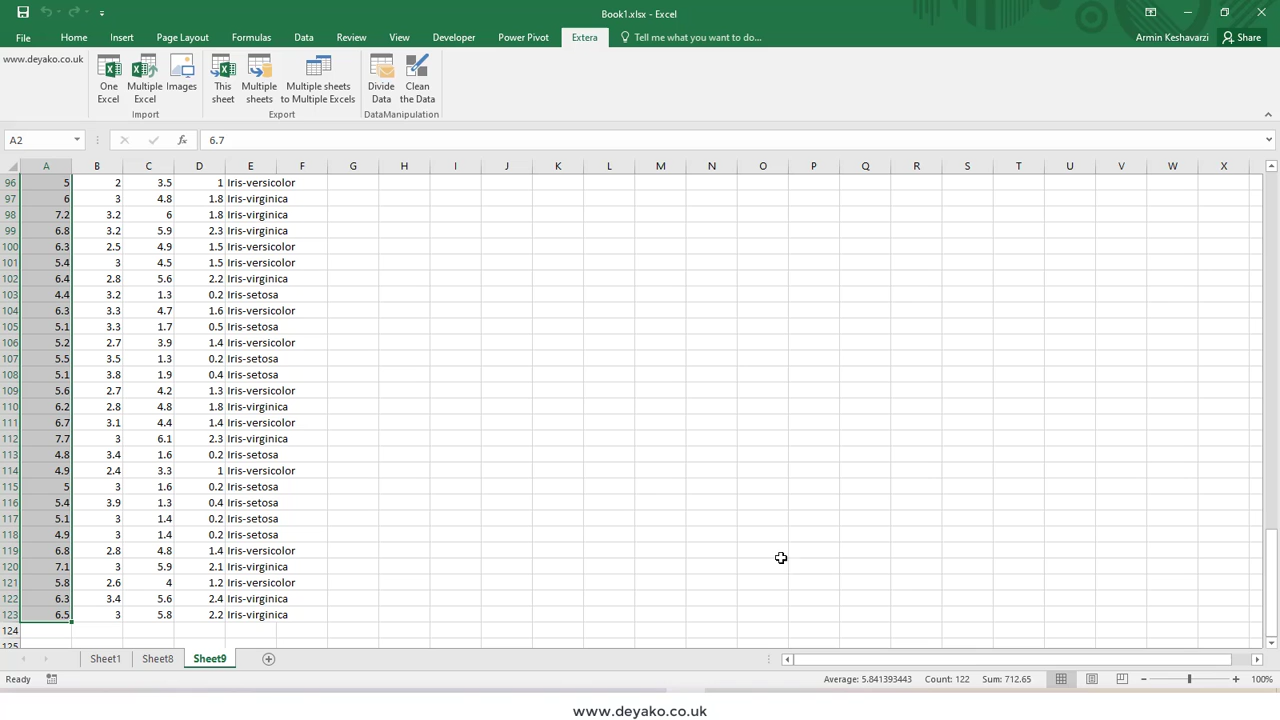 Book1.xlsx - Excel
File Home Insert Page Layout Formulas Data Review View Developer Power Pivot Extera Tell me what you want to do... Armin Keshavarzi Share
www.deyako.co.uk
One Excel Multiple Excel Images This sheet Multiple sheets Multiple sheets to Multiple Excels Divide Data Clean the Data
Import Export DataManipulation
A2 fx 6.7
A B C D E F G H I J K L M N O P Q R S T U V W X
96 5 2 3.5 1 Iris-versicolor
97 6 3 4.8 1.8 Iris-virginica
98 7.2 3.2 6 1.8 Iris-virginica
99 6.8 3.2 5.9 2.3 Iris-virginica
100 6.3 2.5 4.9 1.5 Iris-versicolor
101 5.4 3 4.5 1.5 Iris-versicolor
102 6.4 2.8 5.6 2.2 Iris-virginica
103 4.4 3.2 1.3 0.2 Iris-setosa
104 6.3 3.3 4.7 1.6 Iris-versicolor
105 5.1 3.3 1.7 0.5 Iris-setosa
106 5.2 2.7 3.9 1.4 Iris-versicolor
107 5.5 3.5 1.3 0.2 Iris-setosa
108 5.1 3.8 1.9 0.4 Iris-setosa
109 5.6 2.7 4.2 1.3 Iris-versicolor
110 6.2 2.8 4.8 1.8 Iris-virginica
111 6.7 3.1 4.4 1.4 Iris-versicolor
112 7.7 3 6.1 2.3 Iris-virginica
113 4.8 3.4 1.6 0.2 Iris-setosa
114 4.9 2.4 3.3 1 Iris-versicolor
115 5 3 1.6 0.2 Iris-setosa
116 5.4 3.9 1.3 0.4 Iris-setosa
117 5.1 3 1.4 0.2 Iris-setosa
118 4.9 3 1.4 0.2 Iris-setosa
119 6.8 2.8 4.8 1.4 Iris-versicolor
120 7.1 3 5.9 2.1 Iris-virginica
121 5.8 2.6 4 1.2 Iris-versicolor
122 6.3 3.4 5.6 2.4 Iris-virginica
123 6.5 3 5.8 2.2 Iris-virginica
124
125
Sheet1 Sheet8 Sheet9
Ready Average: 5.841393443 Count: 122 Sum: 712.65 100%
www.deyako.co.uk